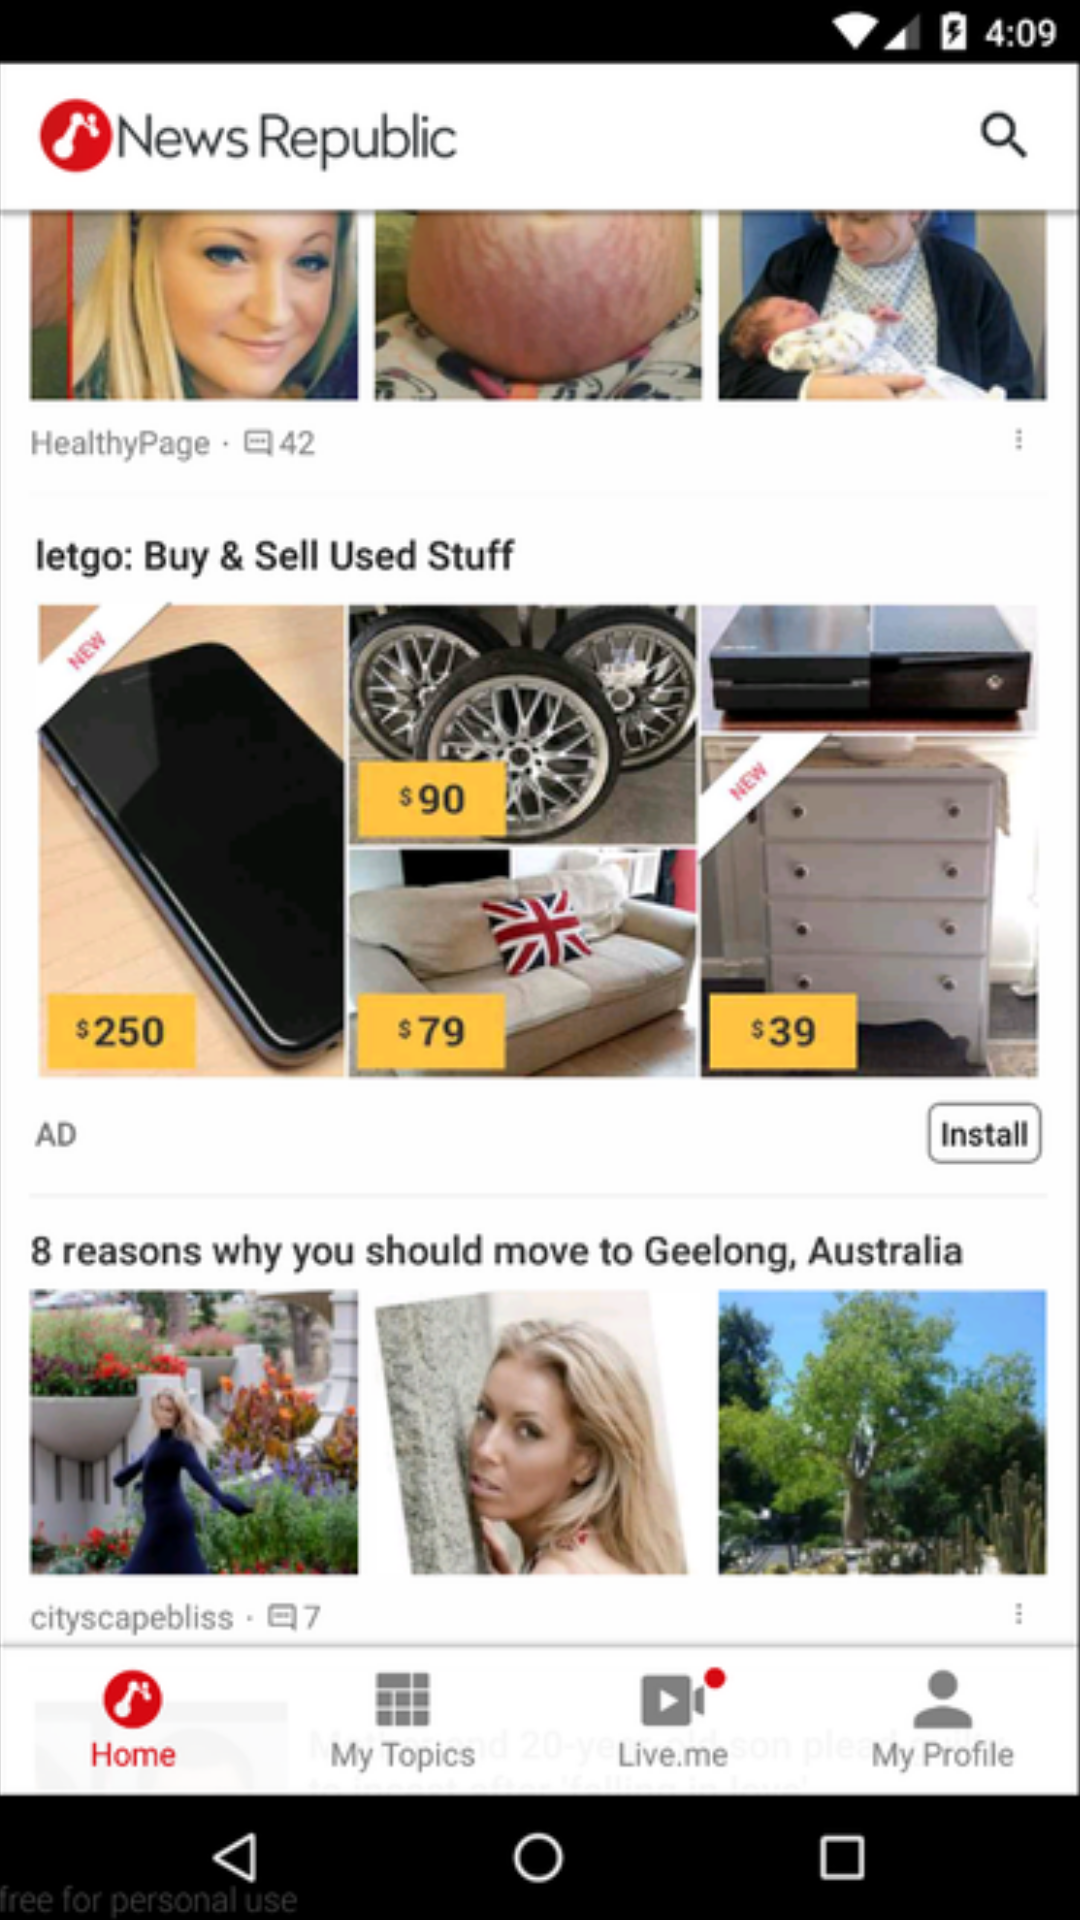 4:09
News Republic
HealthyPage · 42
letgo: Buy & Sell Used Stuff
NEW
$90
NEW
$250
$79
$39
AD
Install
8 reasons why you should move to Geelong, Australia
cityscapebliss · 7
Home
My Topics
Live.me
My Profile
free for personal use